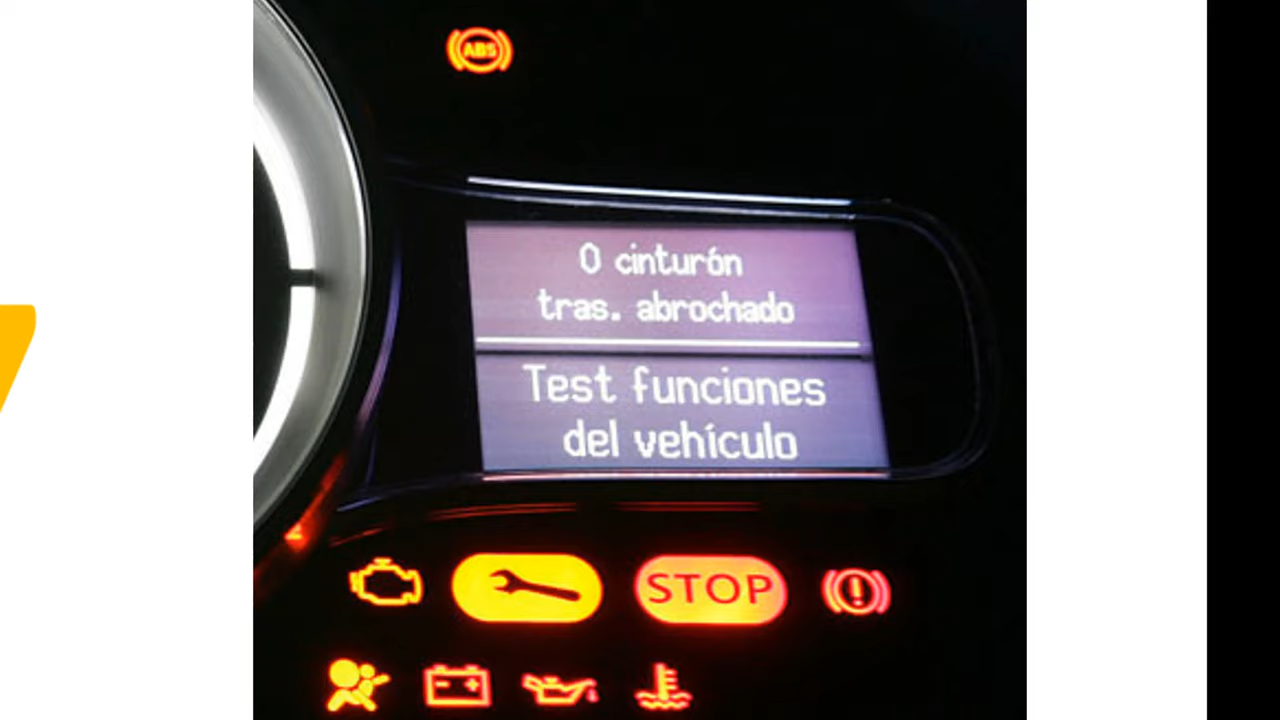 ABS
0 cinturón
tras. abrochado
Test funciones
del vehículo
STOP